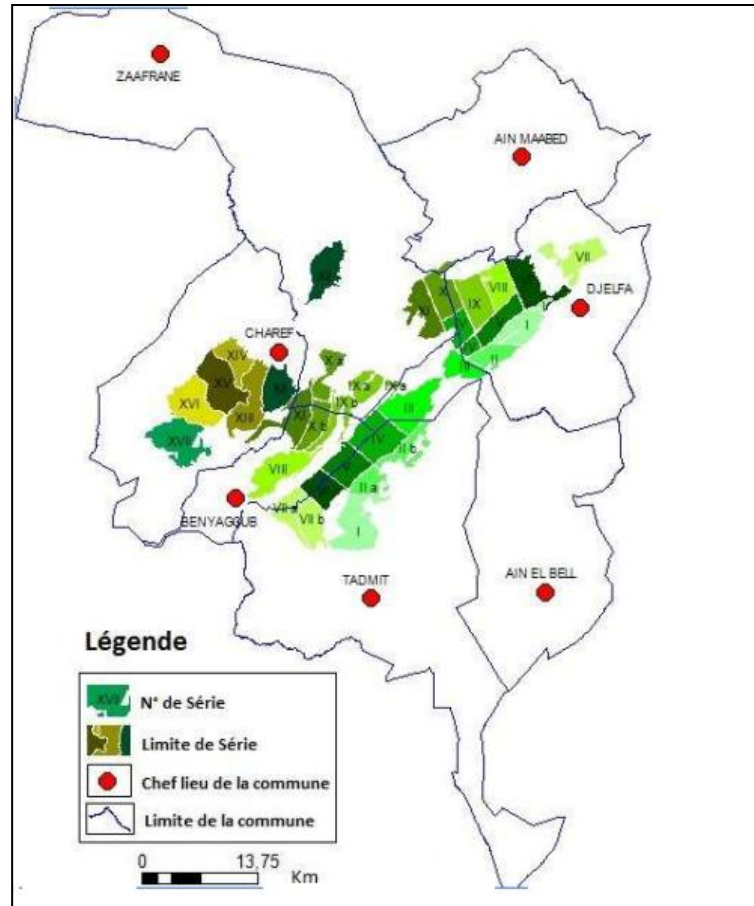 ZAAFRANE
AIN MAABED
VII
DJELFA
VIII
X
IX
XI
V
I
II
III
CHAREF
XIV
XV
XVI
XIII
XVII
X a
IX a
IX b
XI
X b
III
IV
II b
VIII
V
II a
VII a
VII b
I
BENYAGOUB
TADMIT
AIN EL BELL
Légende
XVII N° de Série
Limite de Série
Chef lieu de la commune
Limite de la commune
0 13,75
Km